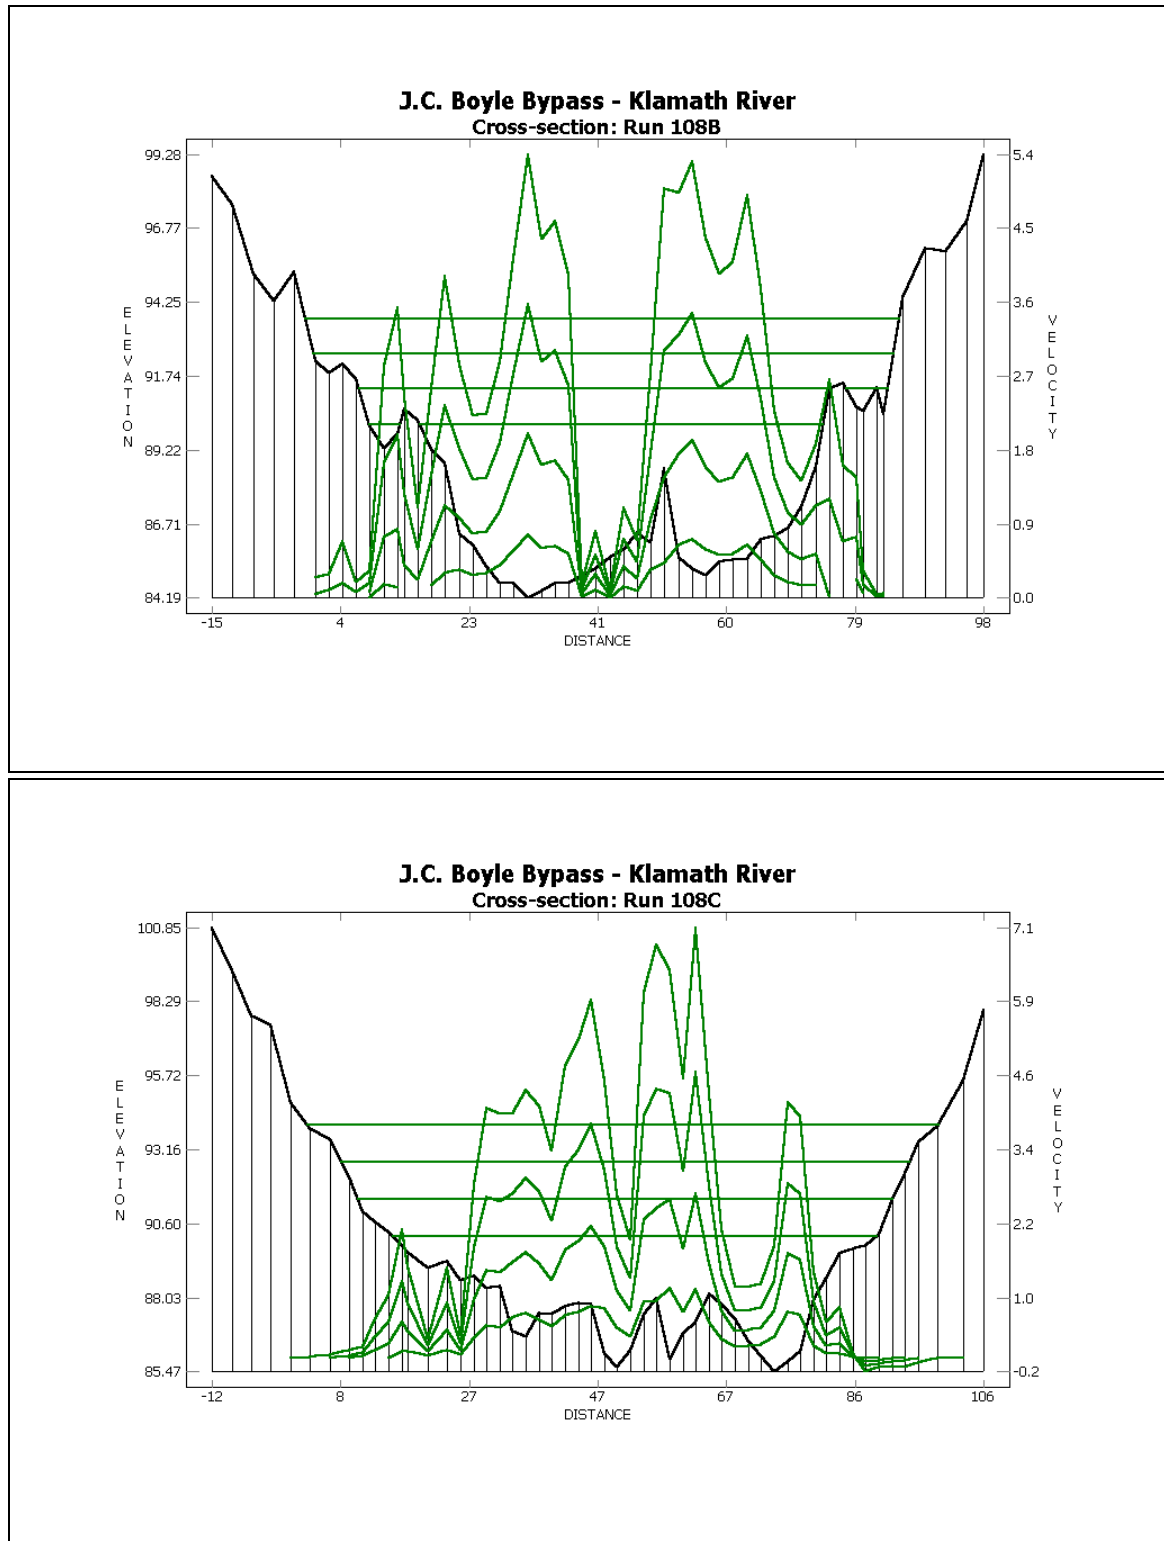 J.C. Boyle Bypass - Klamath River
Cross-section: Run 108B
99.28
96.77
94.25
91.74
89.22
86.71
84.19
ELEVATION
5.4
4.5
3.6
2.7
1.8
0.9
0.0
VELOCITY
-15 4 23 41 60 79 98
DISTANCE
J.C. Boyle Bypass - Klamath River
Cross-section: Run 108C
100.85
98.29
95.72
93.16
90.60
88.03
85.47
ELEVATION
7.1
5.9
4.6
3.4
2.2
1.0
-0.2
VELOCITY
-12 8 27 47 67 86 106
DISTANCE